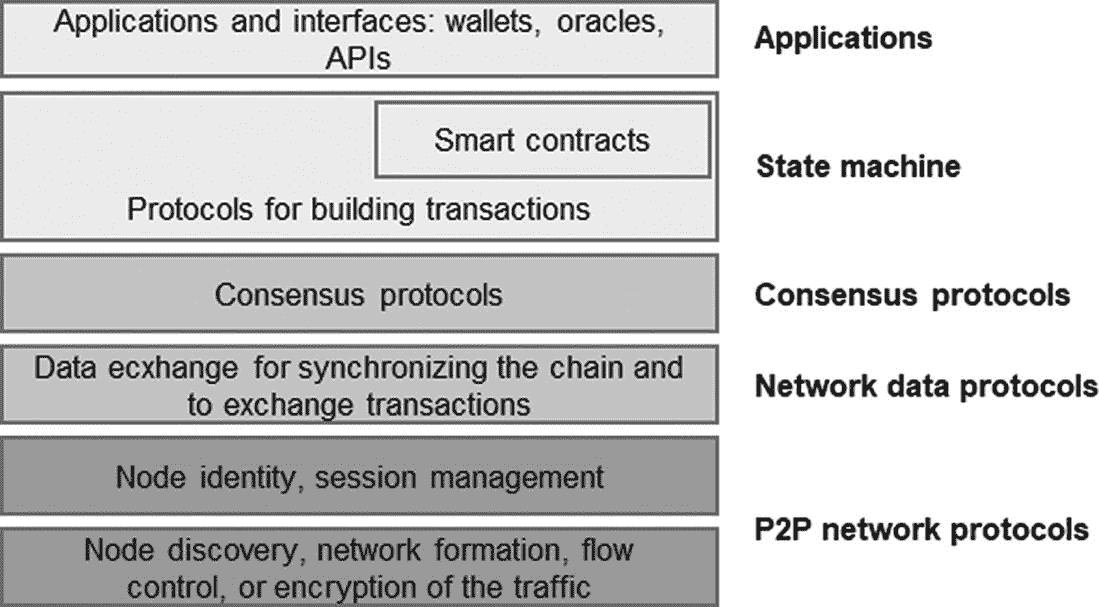 Applications and interfaces: wallets, oracles,
APIs
Applications
Smart contracts
Protocols for building transactions
State machine
Consensus protocols
Consensus protocols
Data ecxhange for synchronizing the chain and
to exchange transactions
Network data protocols
Node identity, session management
Node discovery, network formation, flow
control, or encryption of the traffic
P2P network protocols